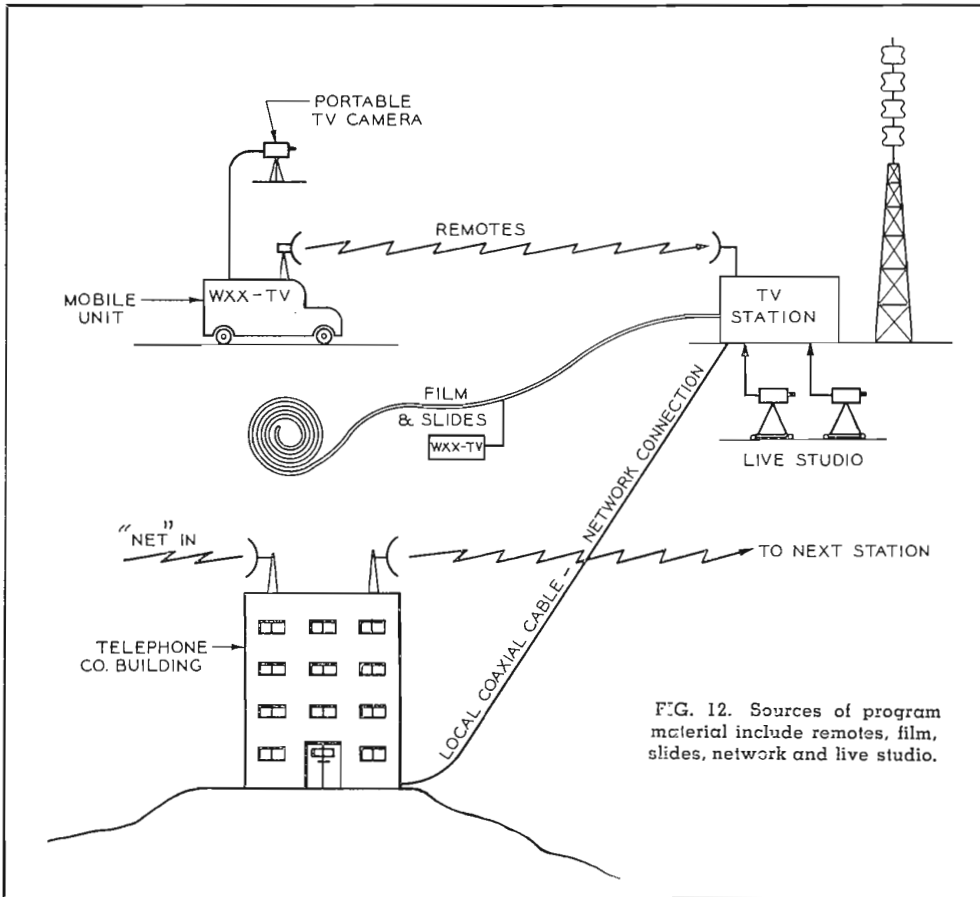 PORTABLE
TV CAMERA
REMOTES
MOBILE
UNIT
WXX-TV
TV
STATION
FILM
& SLIDES
WXX-TV
LIVE STUDIO
LOCAL COAXIAL CABLE - NETWORK CONNECTION
"NET" IN
TO NEXT STATION
TELEPHONE
CO. BUILDING
FIG. 12. Sources of program
material include remotes, film,
slides, network and live studio.